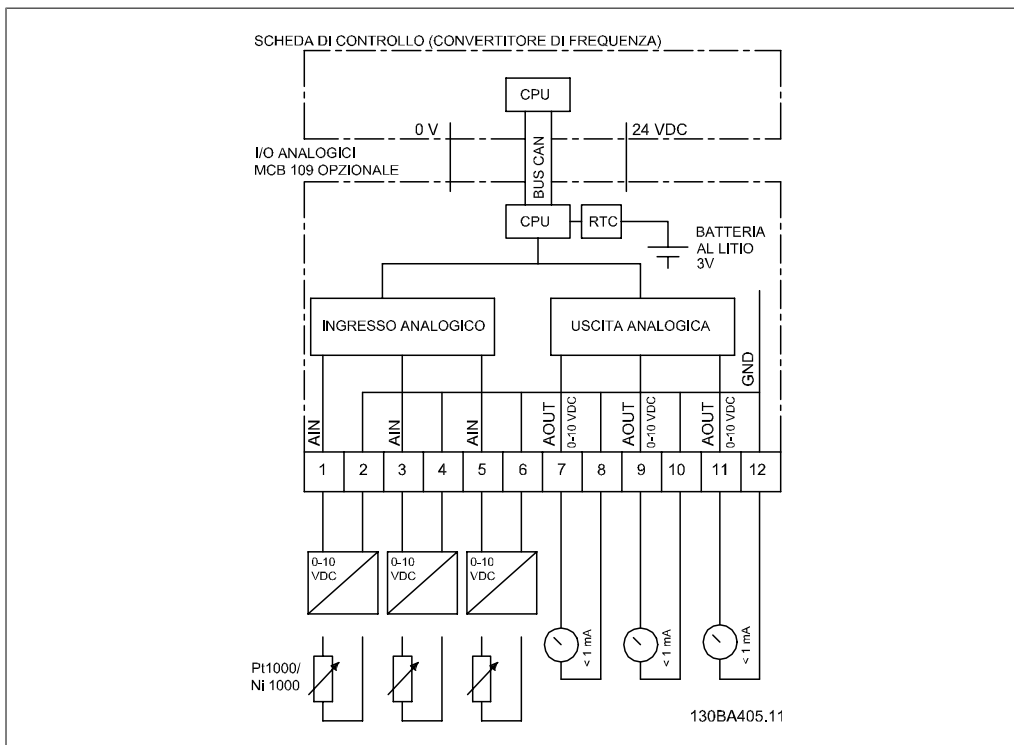 SCHEDA DI CONTROLLO (CONVERTITORE DI FREQUENZA)
CPU
0 V
24 VDC
BUS CAN
I/O ANALOGICI
MCB 109 OPZIONALE
CPU
RTC
BATTERIA
AL LITIO
3V
INGRESSO ANALOGICO
USCITA ANALOGICA
GND
AIN
AIN
AIN
AOUT
0-10 VDC
AOUT
0-10 VDC
AOUT
0-10 VDC
1 2 3 4 5 6 7 8 9 10 11 12
0-10
VDC
0-10
VDC
0-10
VDC
< 1 mA
< 1 mA
< 1 mA
Pt1000/
Ni 1000
130BA405.11